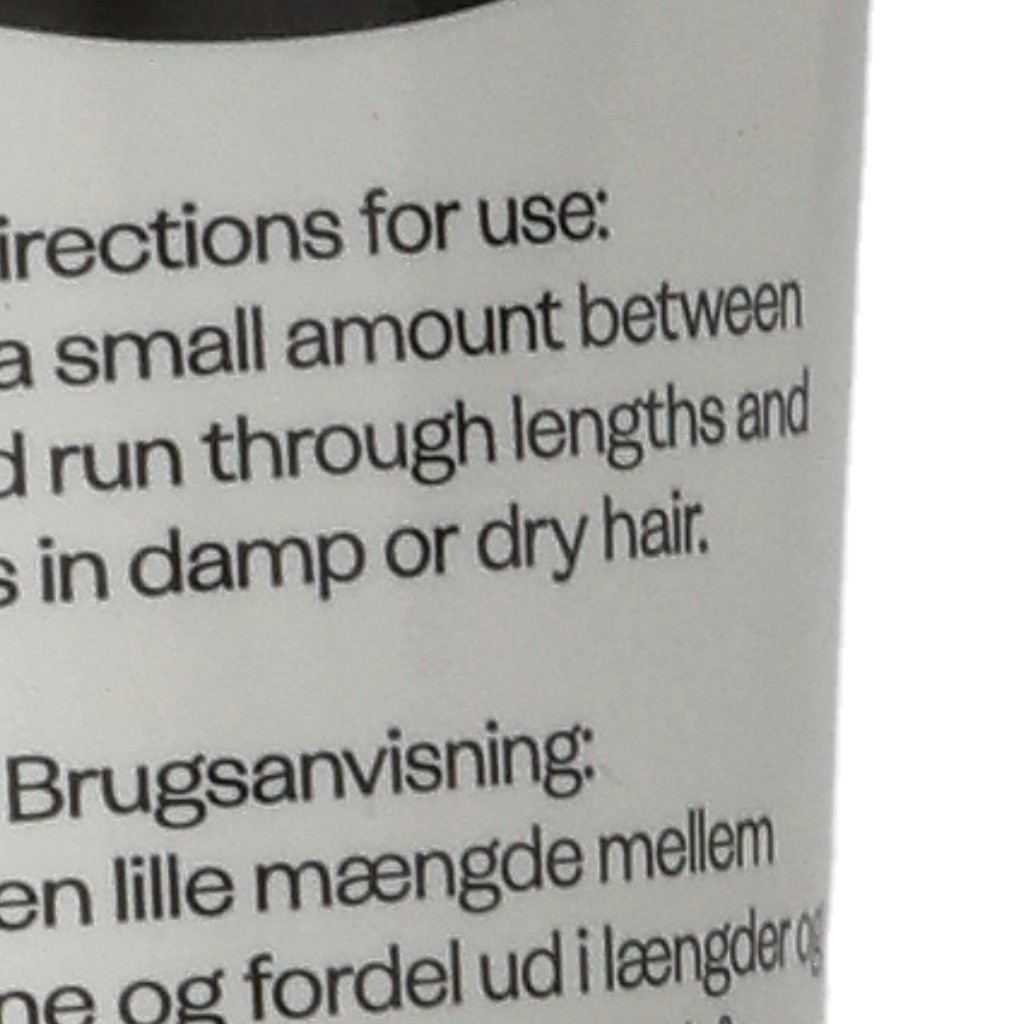 irections for use:
a small amount between
d run through lengths and
s in damp or dry hair.
Brugsanvisning:
en lille mængde mellem
ne og fordel ud i længder og